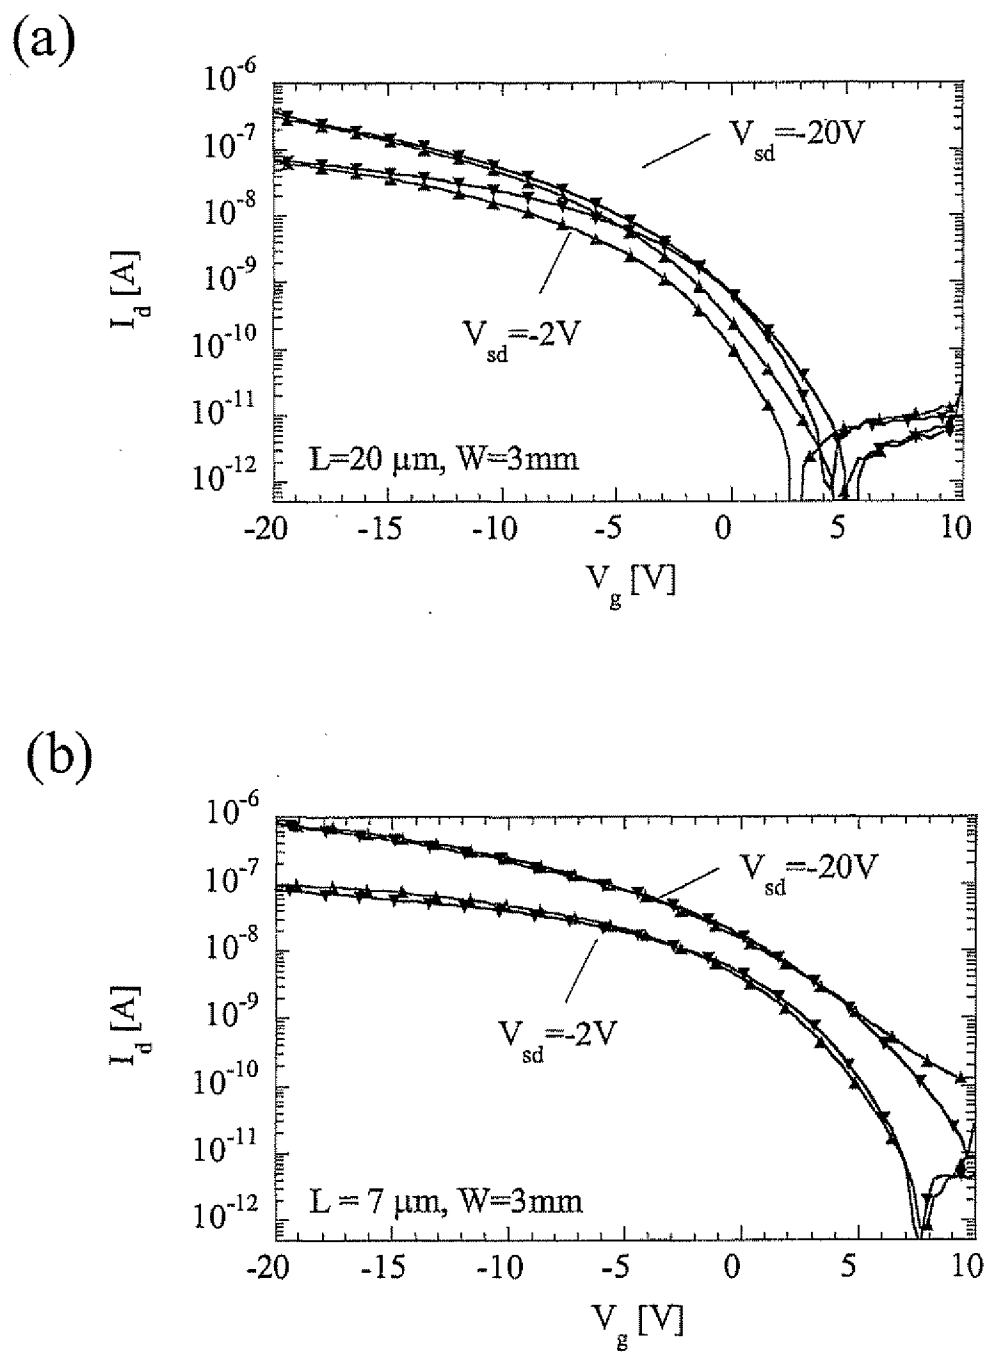 (a)
10⁻⁶
10⁻⁷
10⁻⁸
10⁻⁹
10⁻¹⁰
10⁻¹¹
10⁻¹²
I_d [A]
V_sd=-20V
V_sd=-2V
L=20 µm, W=3mm
-20 -15 -10 -5 0 5 10
V_g [V]
(b)
10⁻⁶
10⁻⁷
10⁻⁸
10⁻⁹
10⁻¹⁰
10⁻¹¹
10⁻¹²
I_d [A]
V_sd=-20V
V_sd=-2V
L = 7 µm, W=3mm
-20 -15 -10 -5 0 5 10
V_g [V]